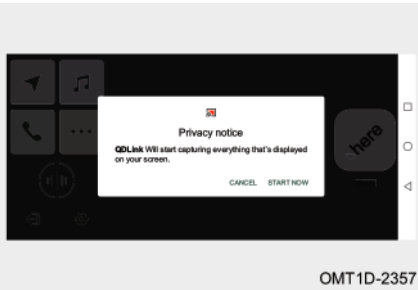 Privacy notice
QDLink Will start capturing everything that's displayed
on your screen.
CANCEL START NOW
here
OMT1D-2357